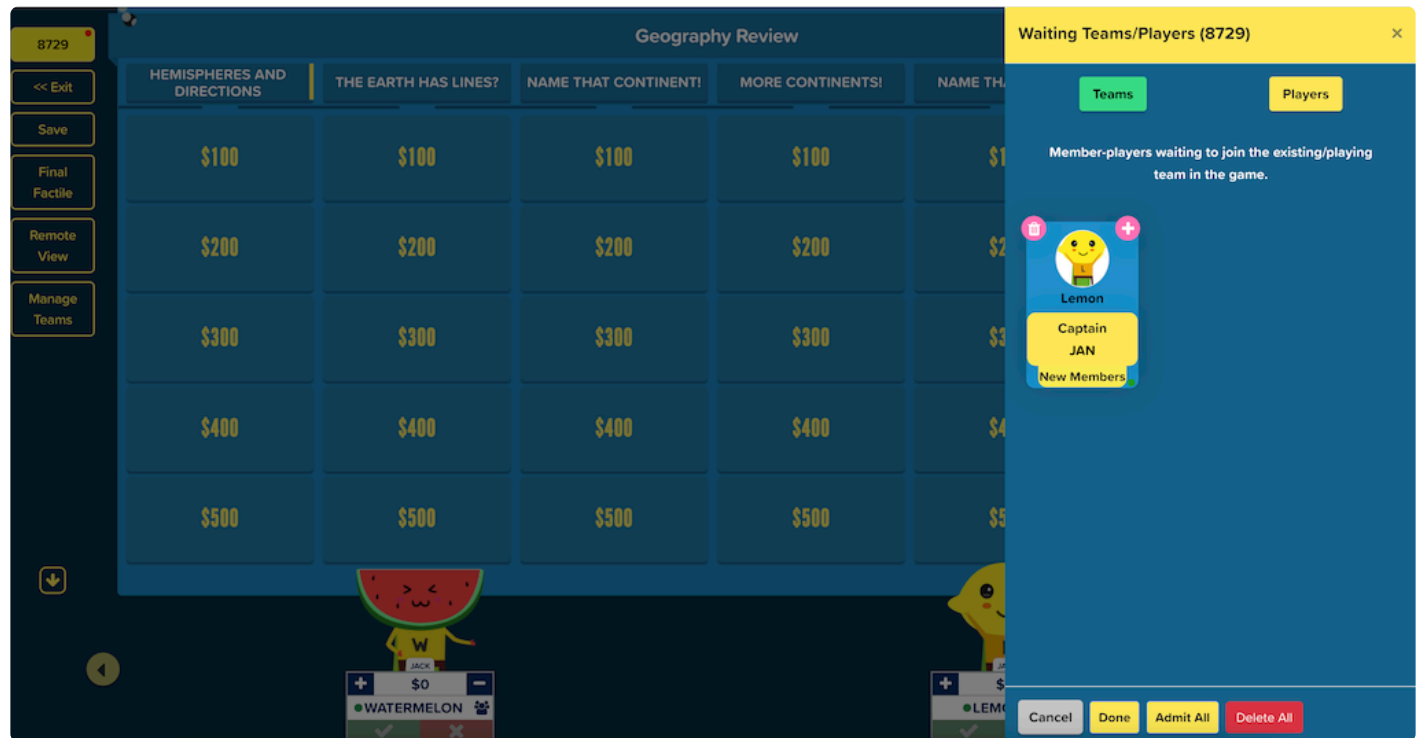 8729
<< Exit
Save
Final
Factile
Remote
View
Manage
Teams
Geography Review
HEMISPHERES AND
DIRECTIONS
THE EARTH HAS LINES?
NAME THAT CONTINENT!
MORE CONTINENTS!
NAME
$100 $100 $100 $100
$200 $200 $200 $200
$300 $300 $300 $300
$400 $400 $400 $400
$500 $500 $500 $500
W
JACK
+ $0 −
WATERMELON
+ $
Waiting Teams/Players (8729)
×
Teams
Players
Member-players waiting to join the existing/playing
team in the game.
L
Lemon
Captain
JAN
New Members
Cancel Done Admit All Delete All